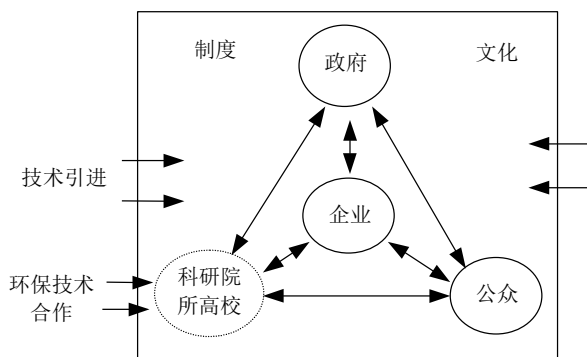 制度
政府
文化
技术引进
企业
科研院
所高校
环保技术
合作
公众